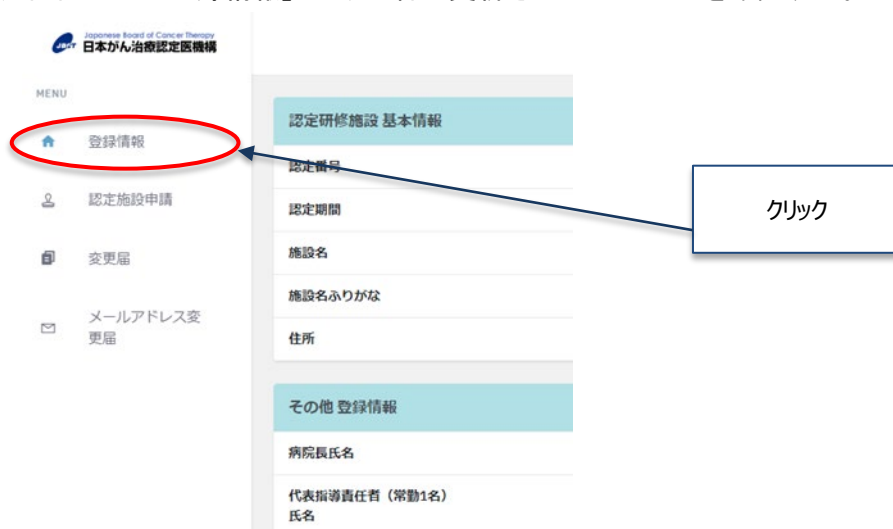 Japanese Board of Cancer Therapy
JBCT 日本がん治療認定医機構
MENU
登録情報
認定施設申請
変更届
メールアドレス変
更届
認定研修施設 基本情報
認定番号
認定期間
施設名
施設名ふりがな
住所
その他 登録情報
病院長氏名
代表指導責任者（常勤1名）
氏名
クリック